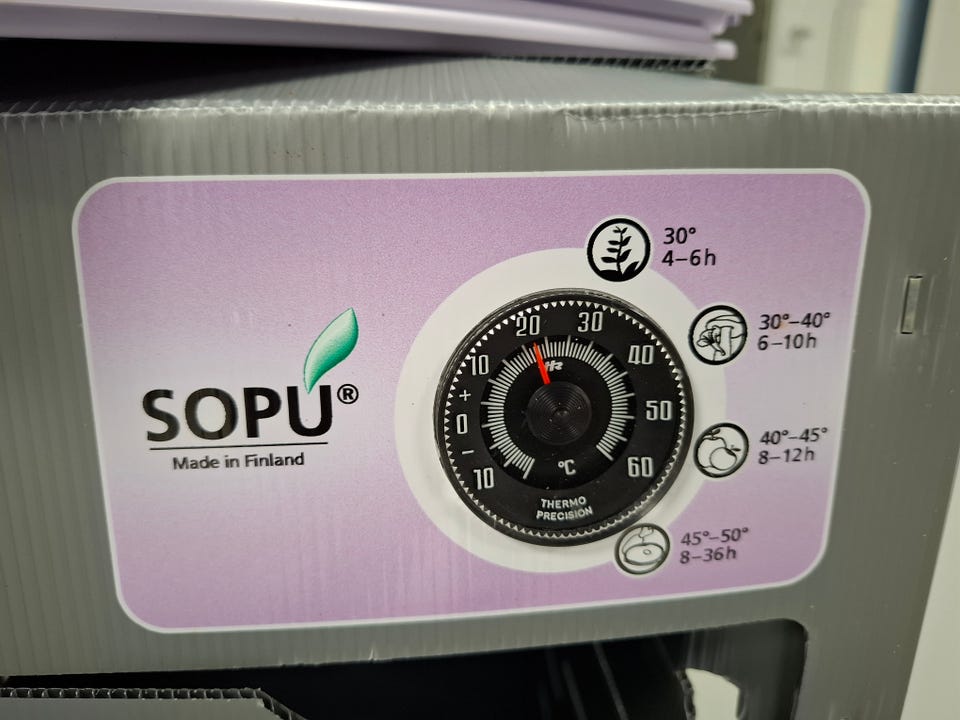 SOPU®
Made in Finland
30°
4–6h
30°–40°
6–10h
40°–45°
8–12h
45°–50°
8–36h
20 30
10 40
+
0 50
–
10 60
°C
THERMO
PRECISION